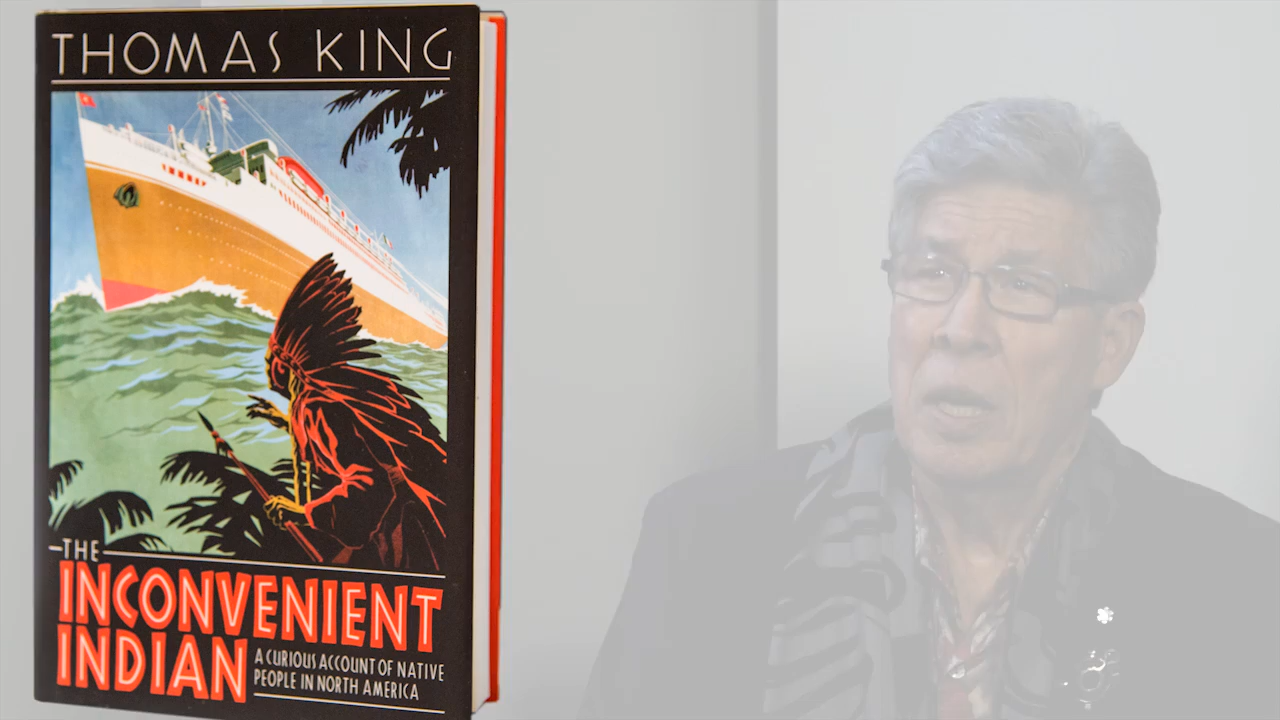 THOMAS KING
THE
INCONVENIENT
INDIAN
A CURIOUS ACCOUNT OF NATIVE
PEOPLE IN NORTH AMERICA